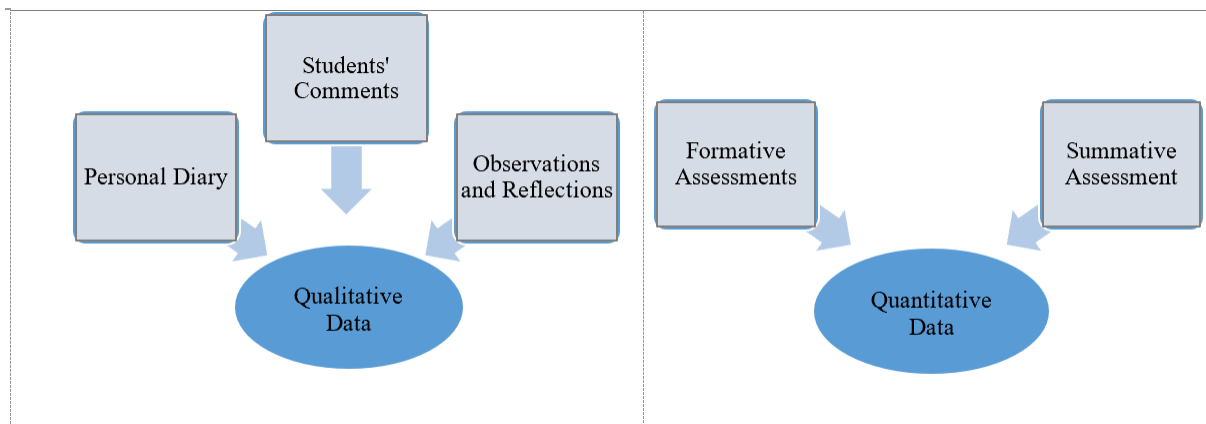 Students'
Comments
Personal Diary
Observations
and Reflections
Qualitative
Data
Formative
Assessments
Summative
Assessment
Quantitative
Data